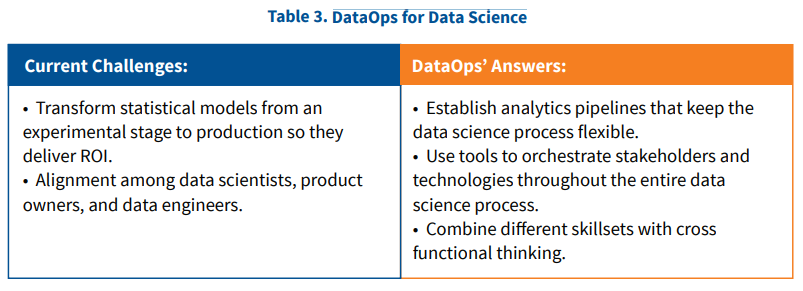 Table 3. DataOps for Data Science
Current Challenges:
• Transform statistical models from an
experimental stage to production so they
deliver ROI.
• Alignment among data scientists, product
owners, and data engineers.
DataOps’ Answers:
• Establish analytics pipelines that keep the
data science process flexible.
• Use tools to orchestrate stakeholders and
technologies throughout the entire data
science process.
• Combine different skillsets with cross
functional thinking.